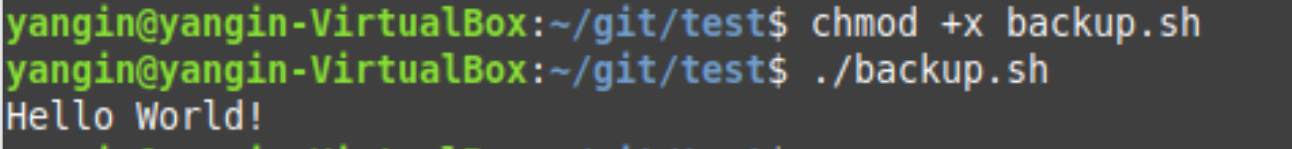 yangin@yangin-VirtualBox:~/git/test$ chmod +x backup.sh
yangin@yangin-VirtualBox:~/git/test$ ./backup.sh
Hello World!